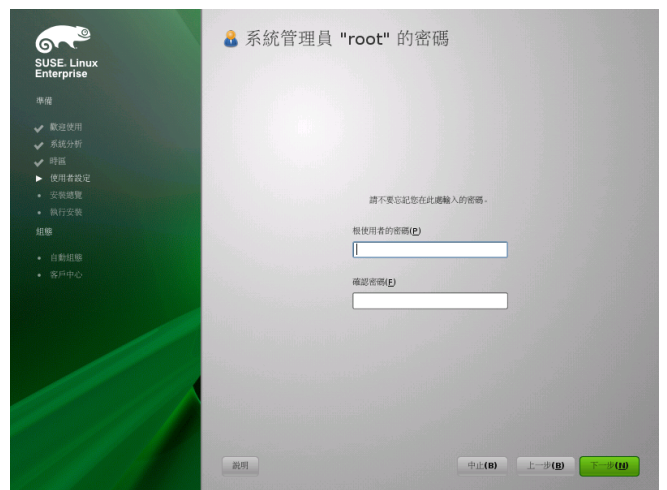 SUSE. Linux
Enterprise
準備
歡迎使用
系統分析
時區
使用者設定
安裝總覽
執行安裝
組態
自動組態
客戶中心
系統管理員 "root" 的密碼
請不要忘記您在此處輸入的密碼。
根使用者的密碼(P)
確認密碼(F)
說明
中止(B)
上一步(B)
下一步(N)